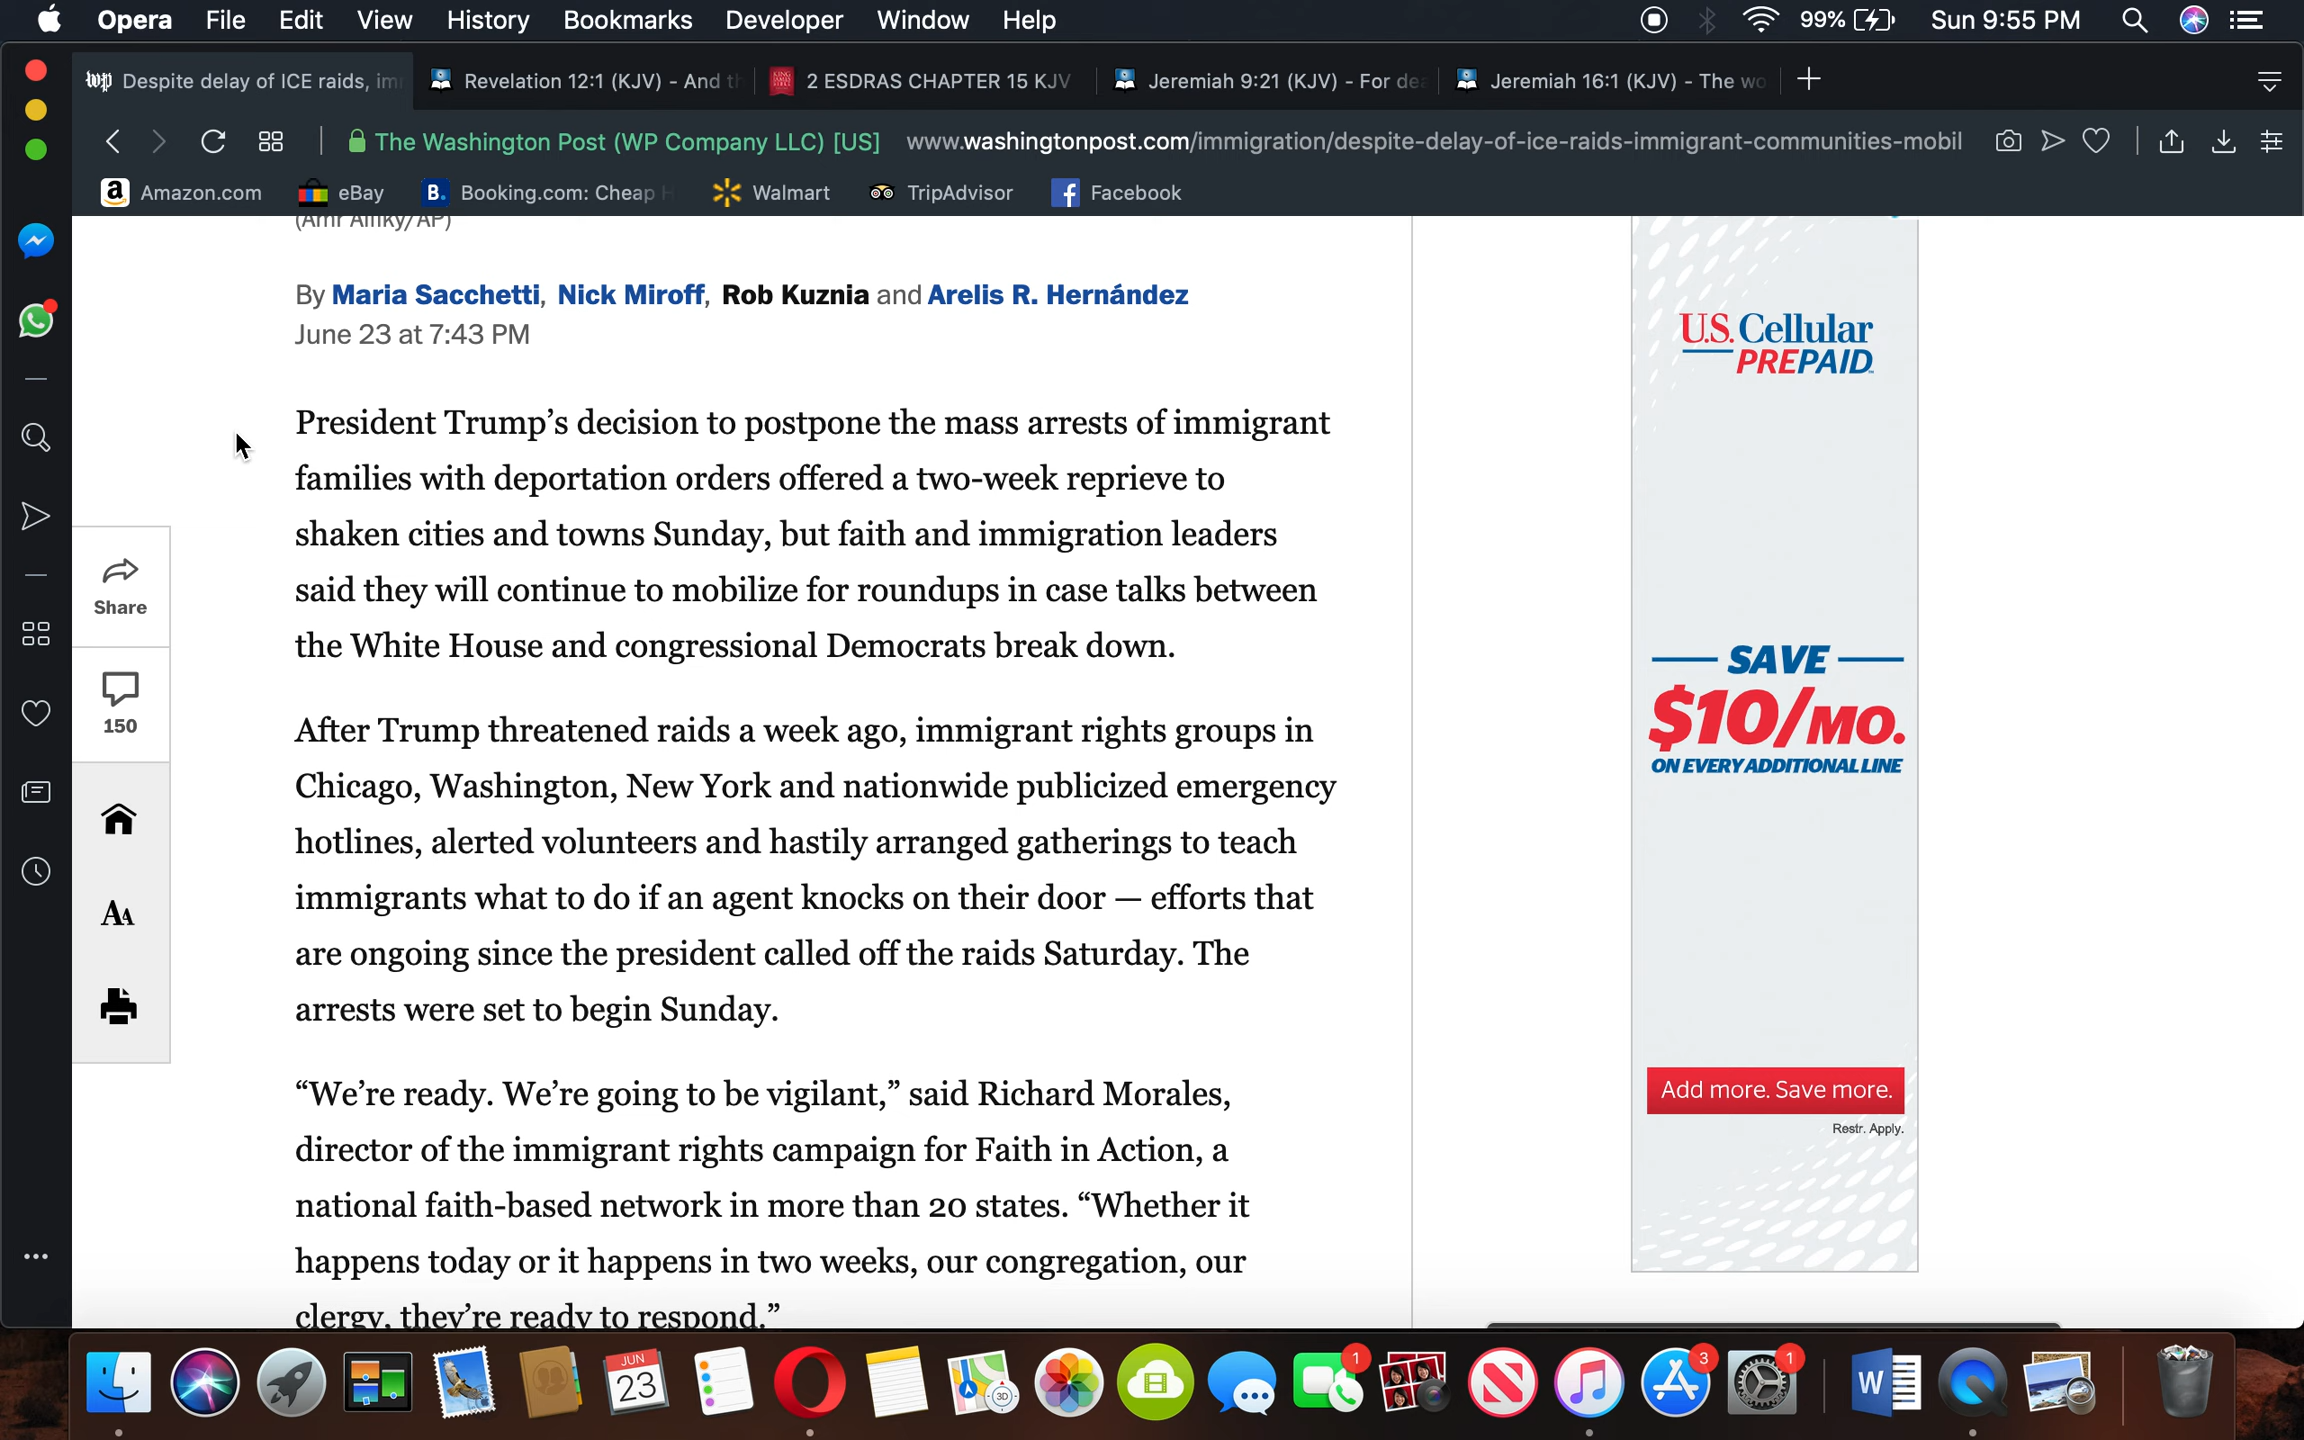 Opera File Edit View History Bookmarks Developer Window Help 99% Sun 9:55 PM
wp Despite delay of ICE raids, im
Revelation 12:1 (KJV) - And th
2 ESDRAS CHAPTER 15 KJV
Jeremiah 9:21 (KJV) - For dea
Jeremiah 16:1 (KJV) - The wo
The Washington Post (WP Company LLC) [US] www.washingtonpost.com/immigration/despite-delay-of-ice-raids-immigrant-communities-mobil
Amazon.com eBay Booking.com: Cheap H Walmart TripAdvisor Facebook
(Amr Alfiky/AP)
By Maria Sacchetti, Nick Miroff, Rob Kuznia and Arelis R. Hernández
June 23 at 7:43 PM
President Trump’s decision to postpone the mass arrests of immigrant
families with deportation orders offered a two-week reprieve to
shaken cities and towns Sunday, but faith and immigration leaders
said they will continue to mobilize for roundups in case talks between
the White House and congressional Democrats break down.
After Trump threatened raids a week ago, immigrant rights groups in
Chicago, Washington, New York and nationwide publicized emergency
hotlines, alerted volunteers and hastily arranged gatherings to teach
immigrants what to do if an agent knocks on their door — efforts that
are ongoing since the president called off the raids Saturday. The
arrests were set to begin Sunday.
“We’re ready. We’re going to be vigilant,” said Richard Morales,
director of the immigrant rights campaign for Faith in Action, a
national faith-based network in more than 20 states. “Whether it
happens today or it happens in two weeks, our congregation, our
clergy, they’re ready to respond.”
Share
150
AA
U.S. Cellular
PREPAID
SAVE
$10/MO.
ON EVERY ADDITIONAL LINE
Add more. Save more.
Restr. Apply.
JUN
23
3D
1
3
1
W